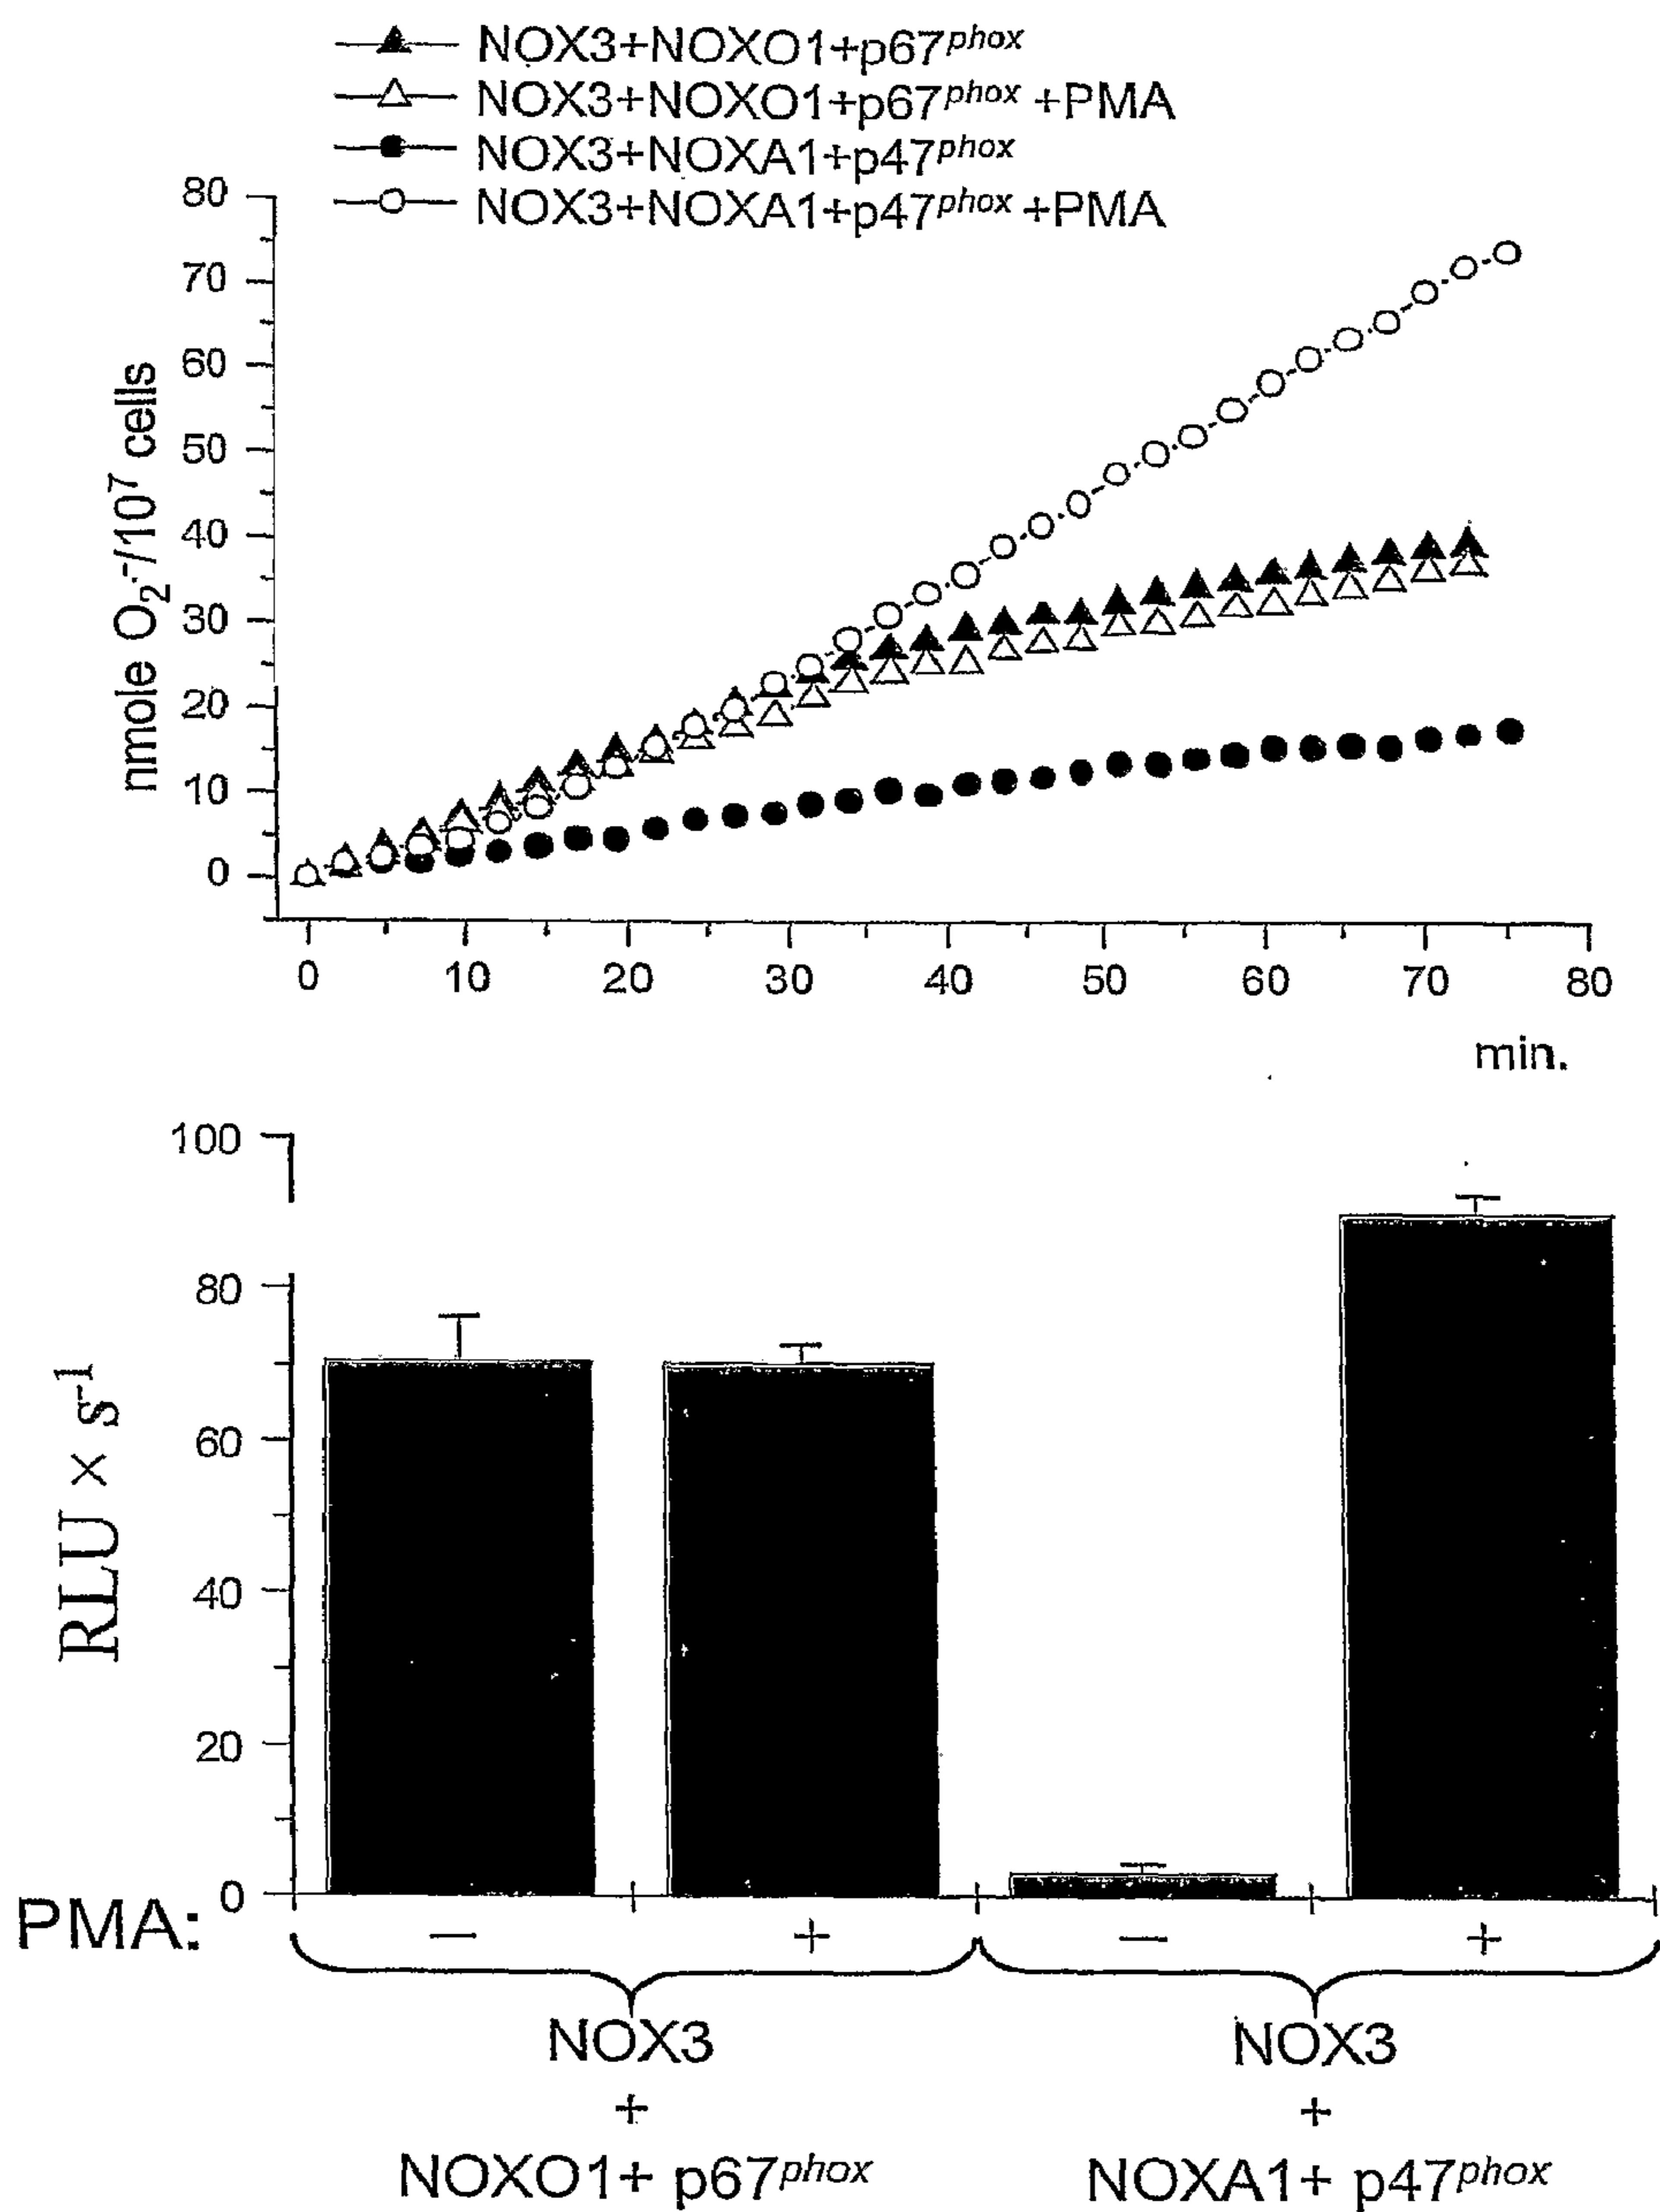 NOX3+NOXO1+p67phox
NOX3+NOXO1+p67phox +PMA
NOX3+NOXA1+p47phox
NOX3+NOXA1+p47phox +PMA
80
70
60
50
40
30
20
10
0
nmole O2·-/10^7 cells
0 10 20 30 40 50 60 70 80
min.
100
80
60
40
20
0
RLU × s-1
PMA: – + – +
NOX3 NOX3
+ +
NOXO1+ p67phox NOXA1+ p47phox